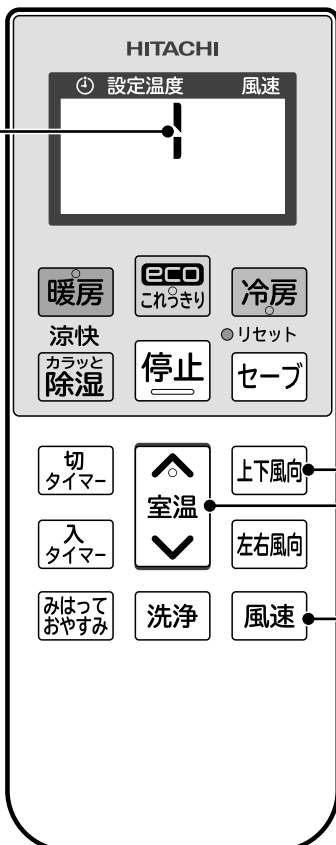 HITACHI
設定温度 風速
1
暖房
eco
これっきり
冷房
涼快
リセット
カラッと
除湿
停止
セーブ
切
タイマー
室温
上下風向
入
タイマー
左右風向
みはって
おやすみ
洗浄
風速